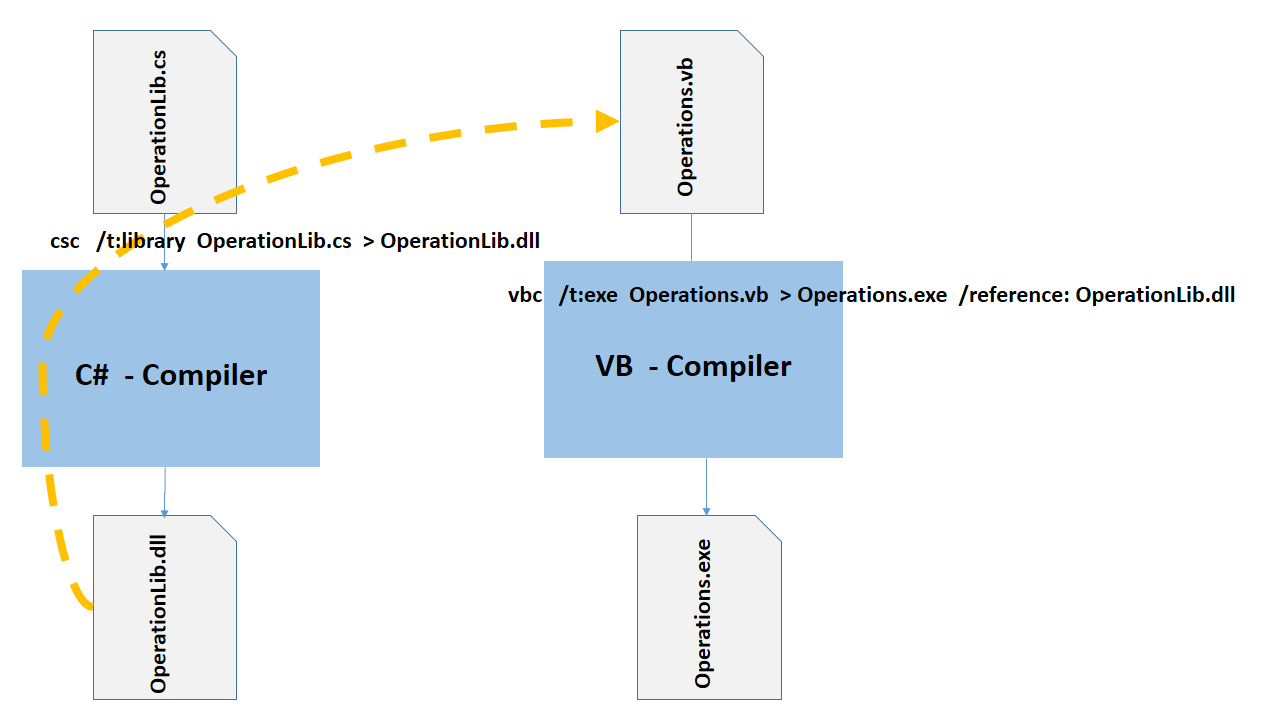 OperationLib.cs
Operations.vb
csc /t:library OperationLib.cs > OperationLib.dll
vbc /t:exe Operations.vb > Operations.exe /reference: OperationLib.dll
C# - Compiler
VB - Compiler
OperationLib.dll
Operations.exe